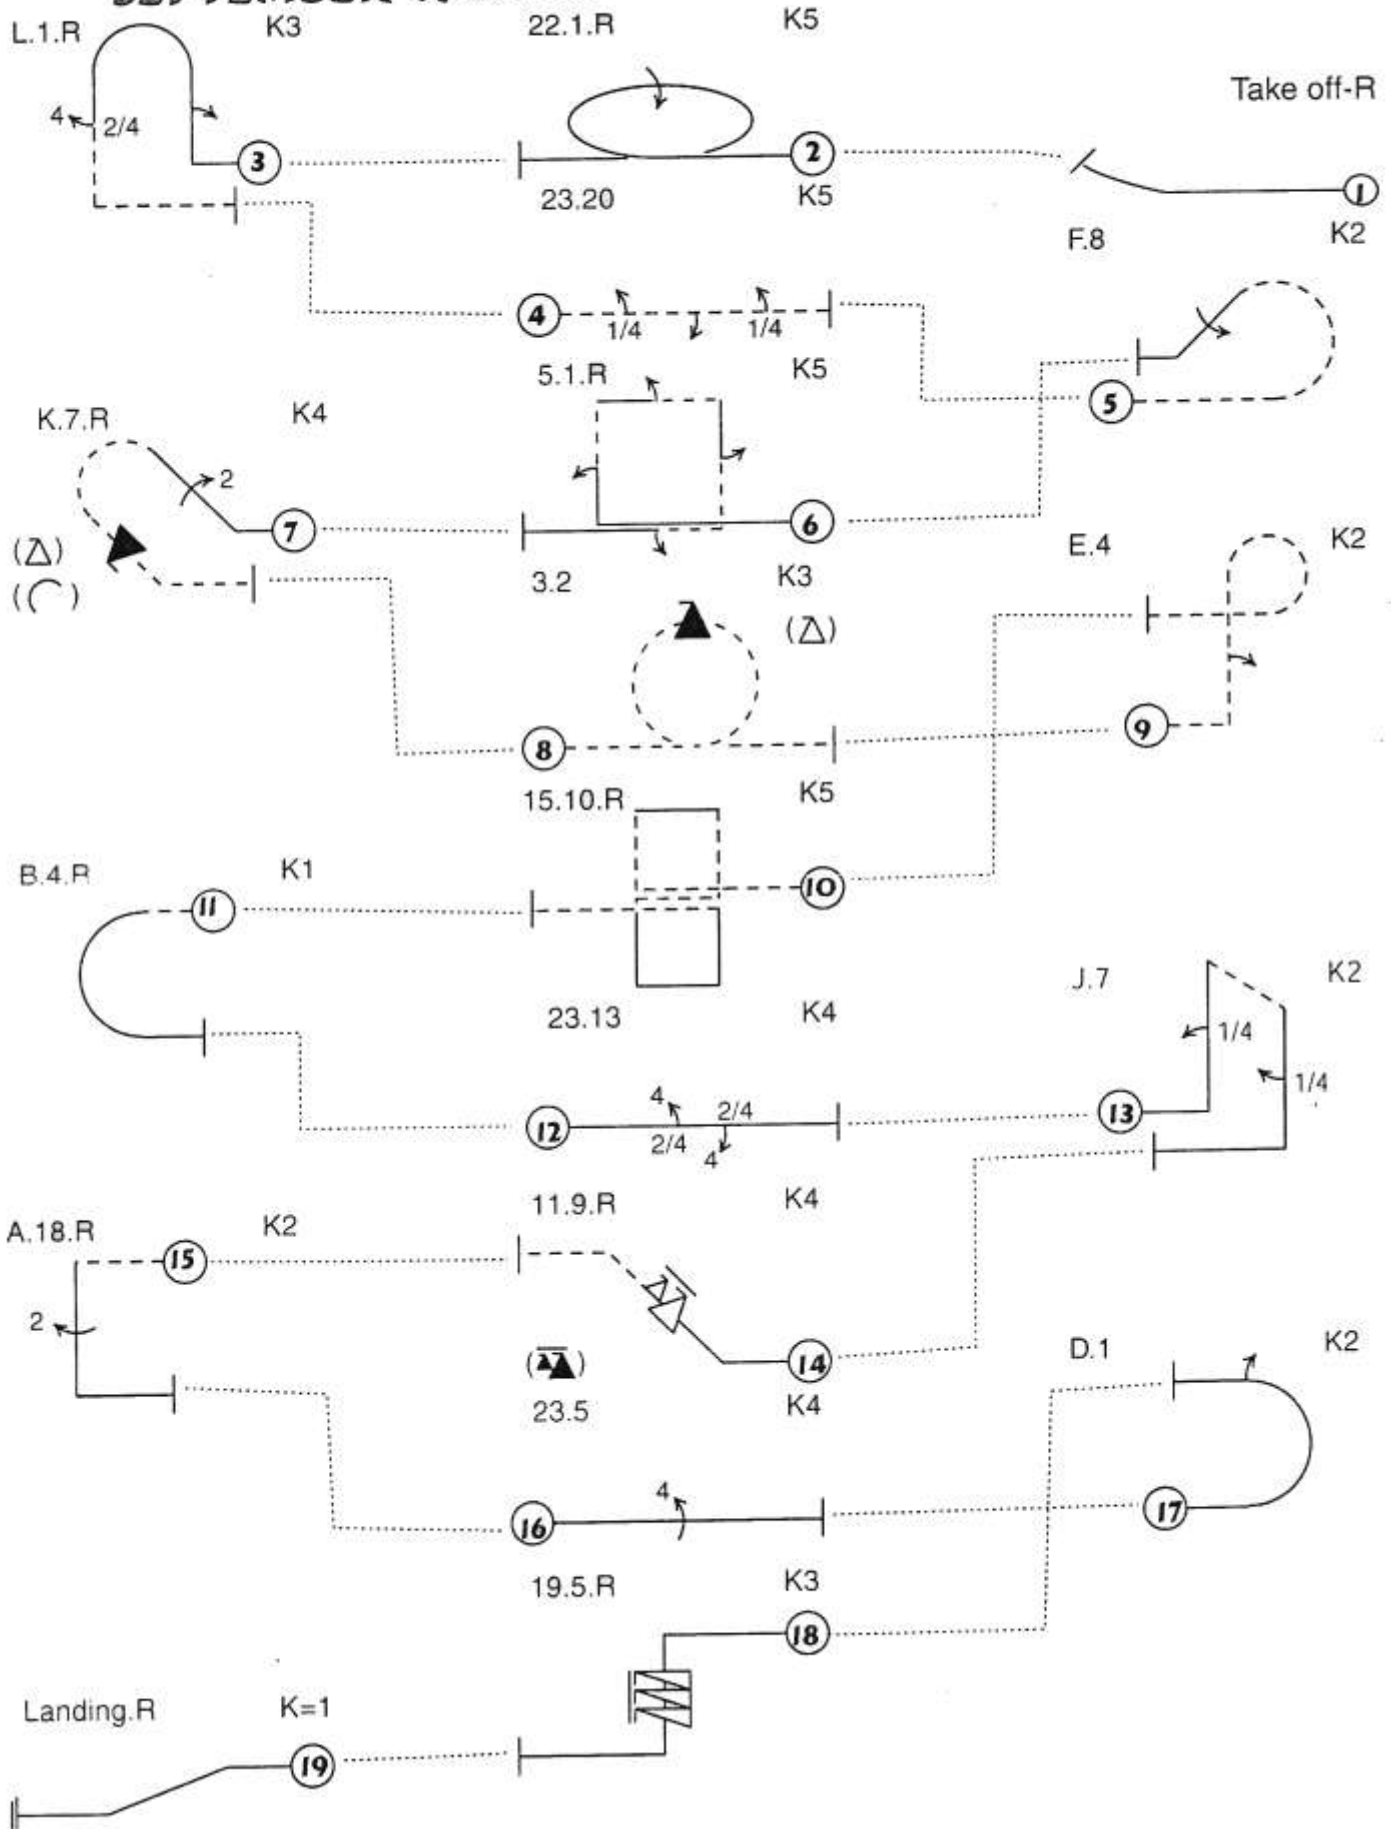 L.1.R K3 22.1.R K5
Take off-R
4 2/4
3 2 1
23.20 K5
F.8 K2
4 1/4 1/4
5.1.R K5
5
K.7.R K4
2
7 6
3.2 K3
E.4 K2
8 9
15.10.R K5
10
B.4.R K1
11
J.7 K2
23.13 K4
1/4
1/4
4 2/4
12 2/4 4 13
11.9.R K4
A.18.R K2
15
2
14
D.1 K2
23.5 K4
4
16 17
19.5.R K3
18
Landing.R K=1
19